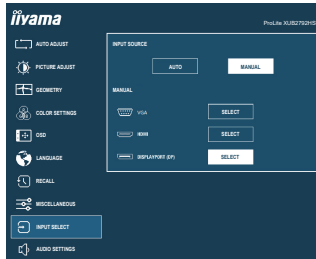 iiyama
ProLite XUB2792HS
AUTO ADJUST
PICTURE ADJUST
GEOMETRY
COLOR SETTINGS
OSD
LANGUAGE
RECALL
MISCELLANEOUS
INPUT SELECT
AUDIO SETTINGS
INPUT SOURCE
AUTO MANUAL
MANUAL
VGA SELECT
HDMI SELECT
DISPLAYPORT (DP) SELECT